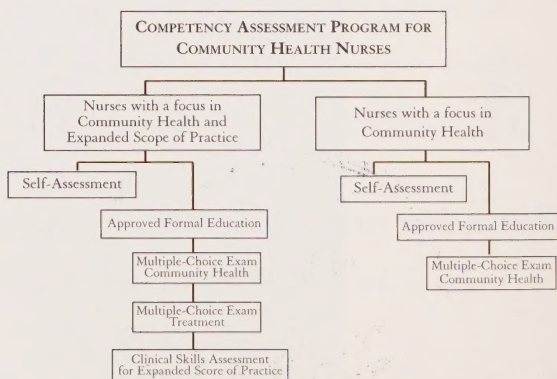 COMPETENCY ASSESSMENT PROGRAM FOR
COMMUNITY HEALTH NURSES
Nurses with a focus in
Community Health and
Expanded Scope of Practice
Self-Assessment
Approved Formal Education
Multiple-Choice Exam
Community Health
Multiple-Choice Exam
Treatment
Clinical Skills Assessment
for Expanded Score of Practice
Nurses with a focus in
Community Health
Self-Assessment
Approved Formal Education
Multiple-Choice Exam
Community Health